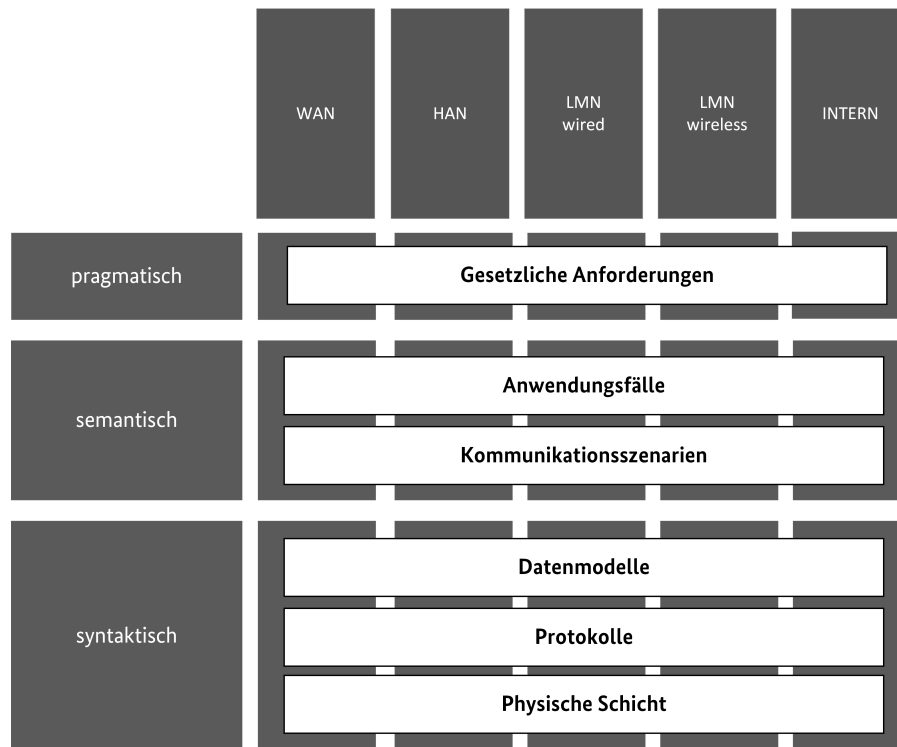 WAN
HAN
LMN
wired
LMN
wireless
INTERN
pragmatisch
Gesetzliche Anforderungen
semantisch
Anwendungsfälle
Kommunikationsszenarien
syntaktisch
Datenmodelle
Protokolle
Physische Schicht